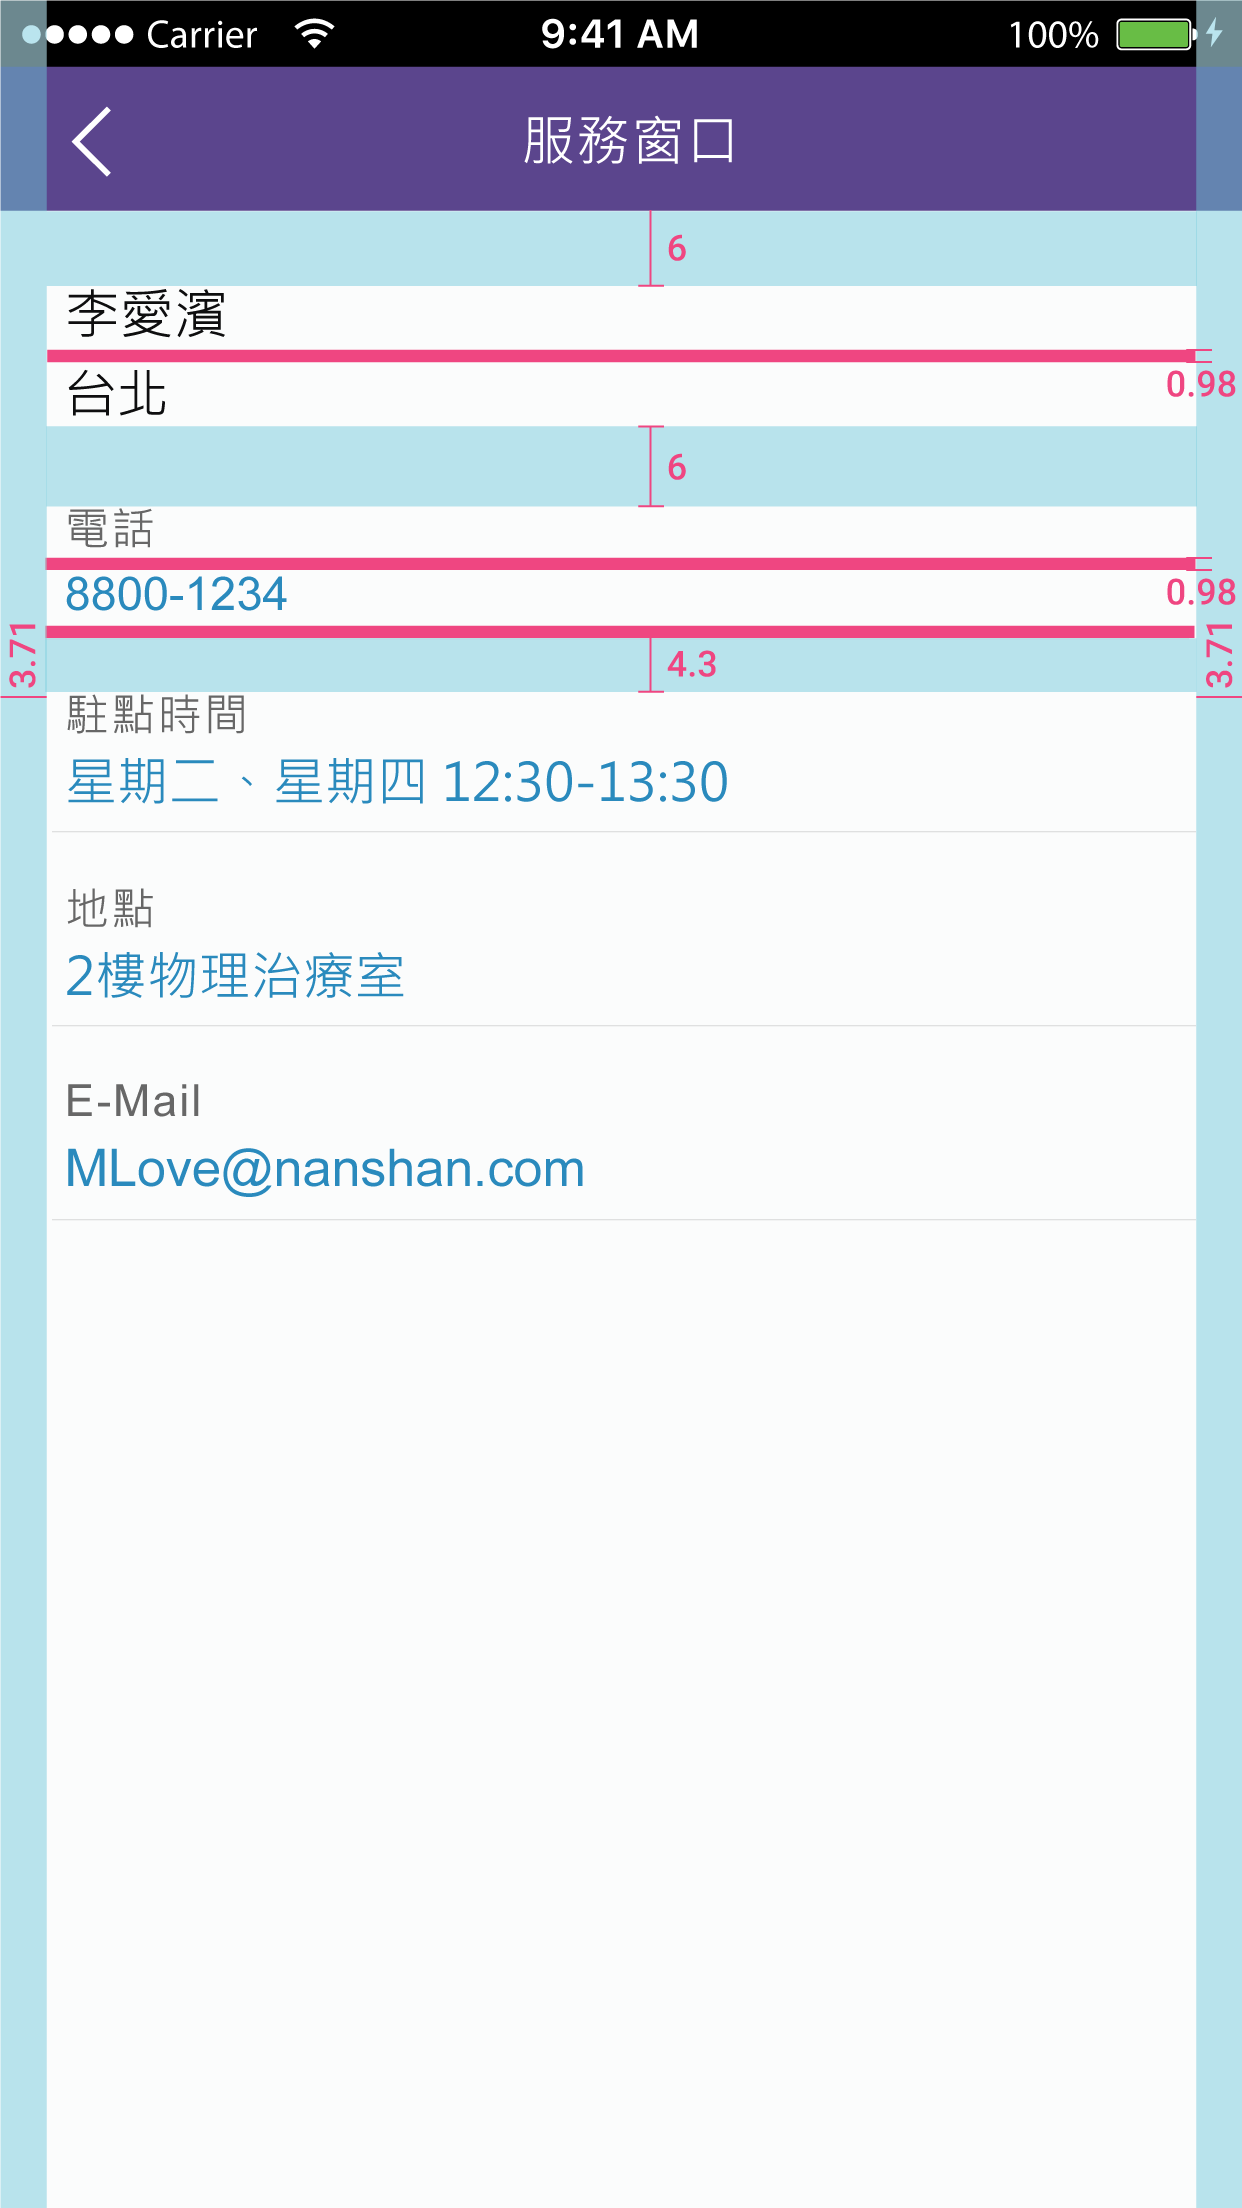 Carrier 9:41 AM 100%
服務窗口
6
李愛濱
0.98
台北
6
電話
0.98
8800-1234
3.71
3.71
4.3
駐點時間
星期二、星期四 12:30-13:30
地點
2樓物理治療室
E-Mail
MLove@nanshan.com